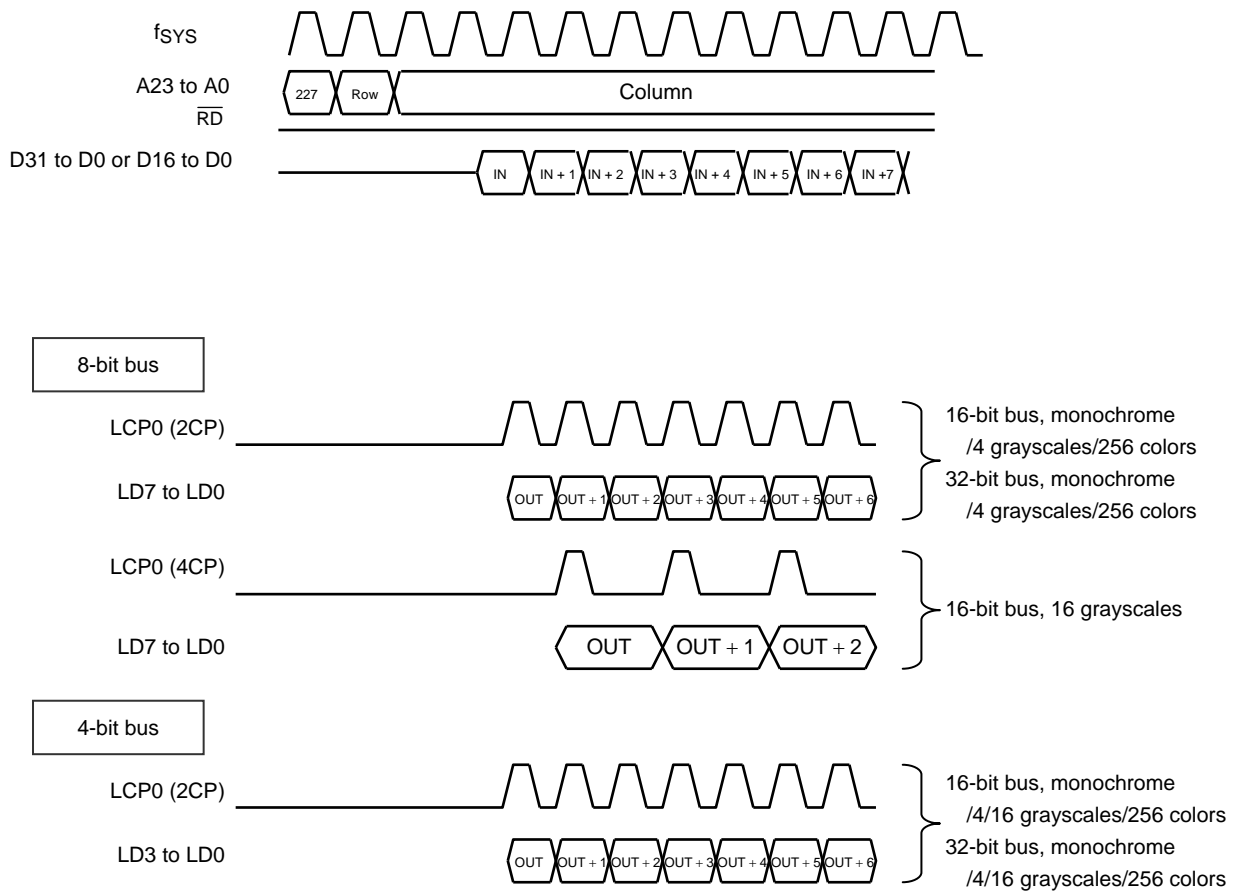 fSYS
A23 to A0
227 Row Column
RD
D31 to D0 or D16 to D0
IN IN + 1 IN + 2 IN + 3 IN + 4 IN + 5 IN + 6 IN +7
8-bit bus
LCP0 (2CP)
16-bit bus, monochrome
/4 grayscales/256 colors
LD7 to LD0
OUT OUT + 1 OUT + 2 OUT + 3 OUT + 4 OUT + 5 OUT + 6
32-bit bus, monochrome
/4 grayscales/256 colors
LCP0 (4CP)
16-bit bus, 16 grayscales
LD7 to LD0
OUT OUT + 1 OUT + 2
4-bit bus
LCP0 (2CP)
16-bit bus, monochrome
/4/16 grayscales/256 colors
LD3 to LD0
OUT OUT + 1 OUT + 2 OUT + 3 OUT + 4 OUT + 5 OUT + 6
32-bit bus, monochrome
/4/16 grayscales/256 colors